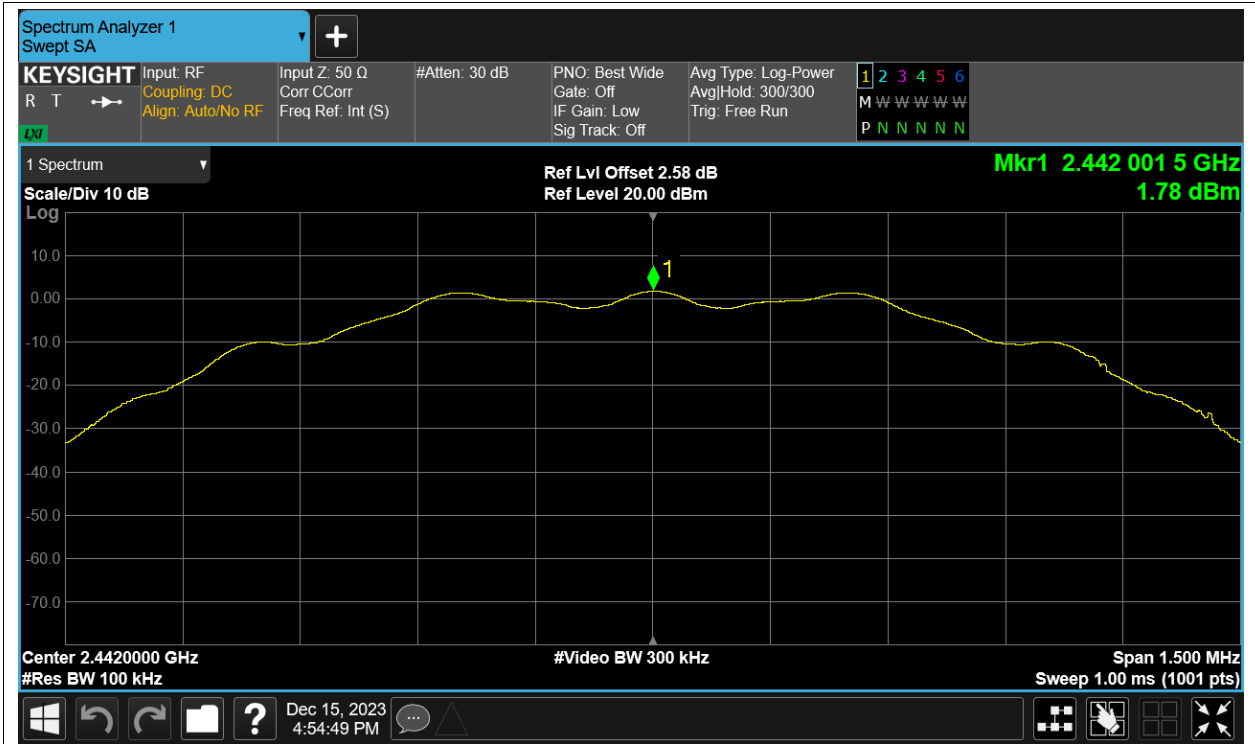 Spectrum Analyzer 1
Swept SA
KEYSIGHT
R T
LXI
Input: RF
Coupling: DC
Align: Auto/No RF
Input Z: 50 Ω
Corr CCorr
Freq Ref: Int (S)
#Atten: 30 dB
PNO: Best Wide
Gate: Off
IF Gain: Low
Sig Track: Off
Avg Type: Log-Power
Avg|Hold: 300/300
Trig: Free Run
1 2 3 4 5 6
M W W W W W W
P N N N N N N
1 Spectrum
Scale/Div 10 dB
Log
Ref Lvl Offset 2.58 dB
Ref Level 20.00 dBm
Mkr1 2.442 001 5 GHz
1.78 dBm
1
10.0
0.00
-10.0
-20.0
-30.0
-40.0
-50.0
-60.0
-70.0
Center 2.4420000 GHz
#Res BW 100 kHz
#Video BW 300 kHz
Span 1.500 MHz
Sweep 1.00 ms (1001 pts)
?
Dec 15, 2023
4:54:49 PM